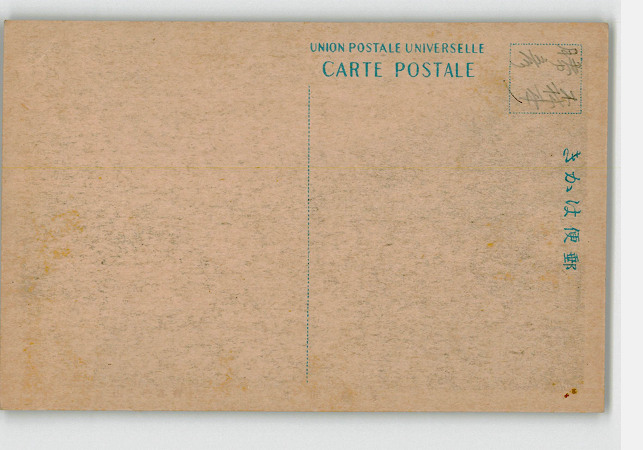 UNION POSTALE UNIVERSELLE
CARTE POSTALE
郵便はかき